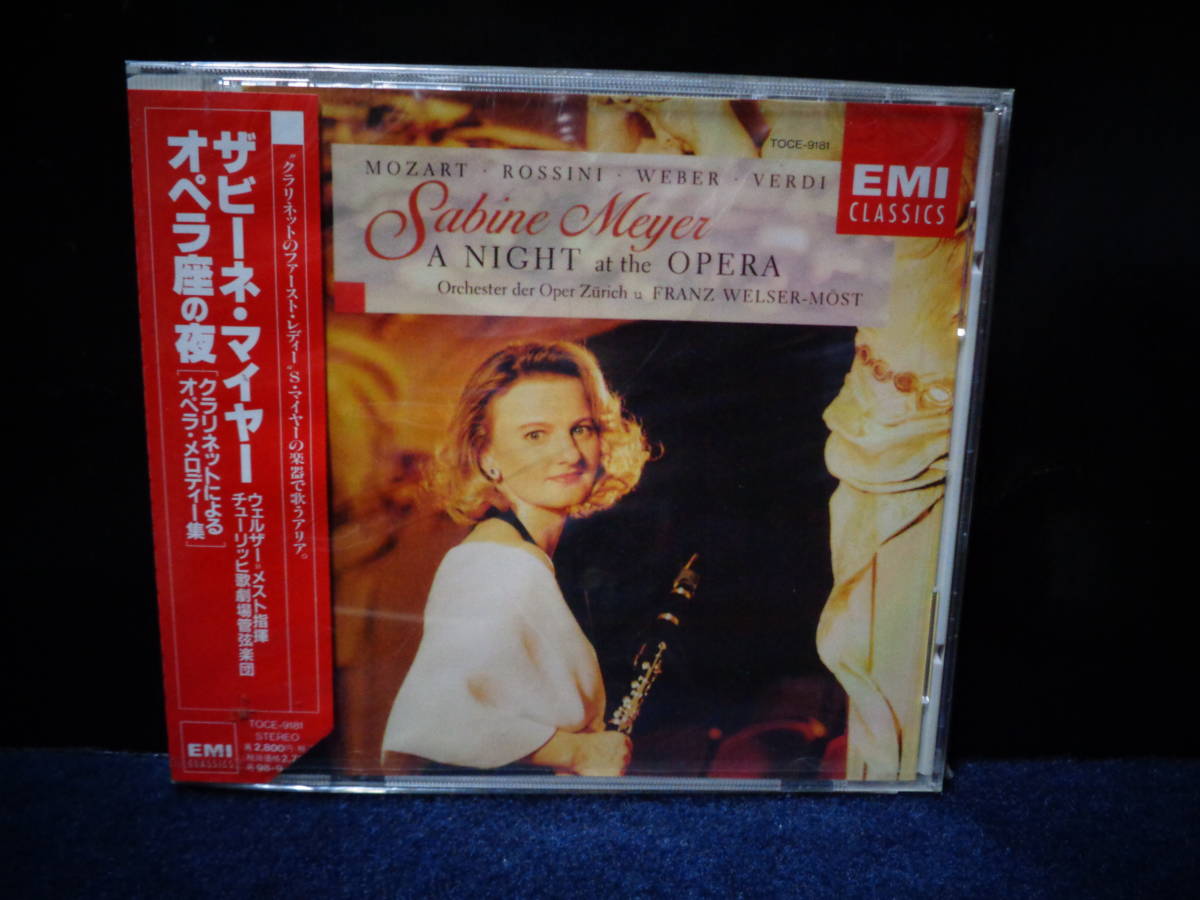 "クラリネットのファースト・レディー"S・マイヤーの楽器で歌うアリア。
ザビーネ・マイヤー
オペラ座の夜
[クラリネットによる
オペラ・メロディー集]
ウェルザー=メスト指揮
チューリッヒ歌劇場管弦楽団
TOCE-9181
STEREO
2,800円
EMI
CLASSICS
TOCE-9181
MOZART · ROSSINI · WEBER · VERDI
Sabine Meyer
A NIGHT at the OPERA
Orchester der Oper Zürich u FRANZ WELSER-MÖST
EMI
CLASSICS